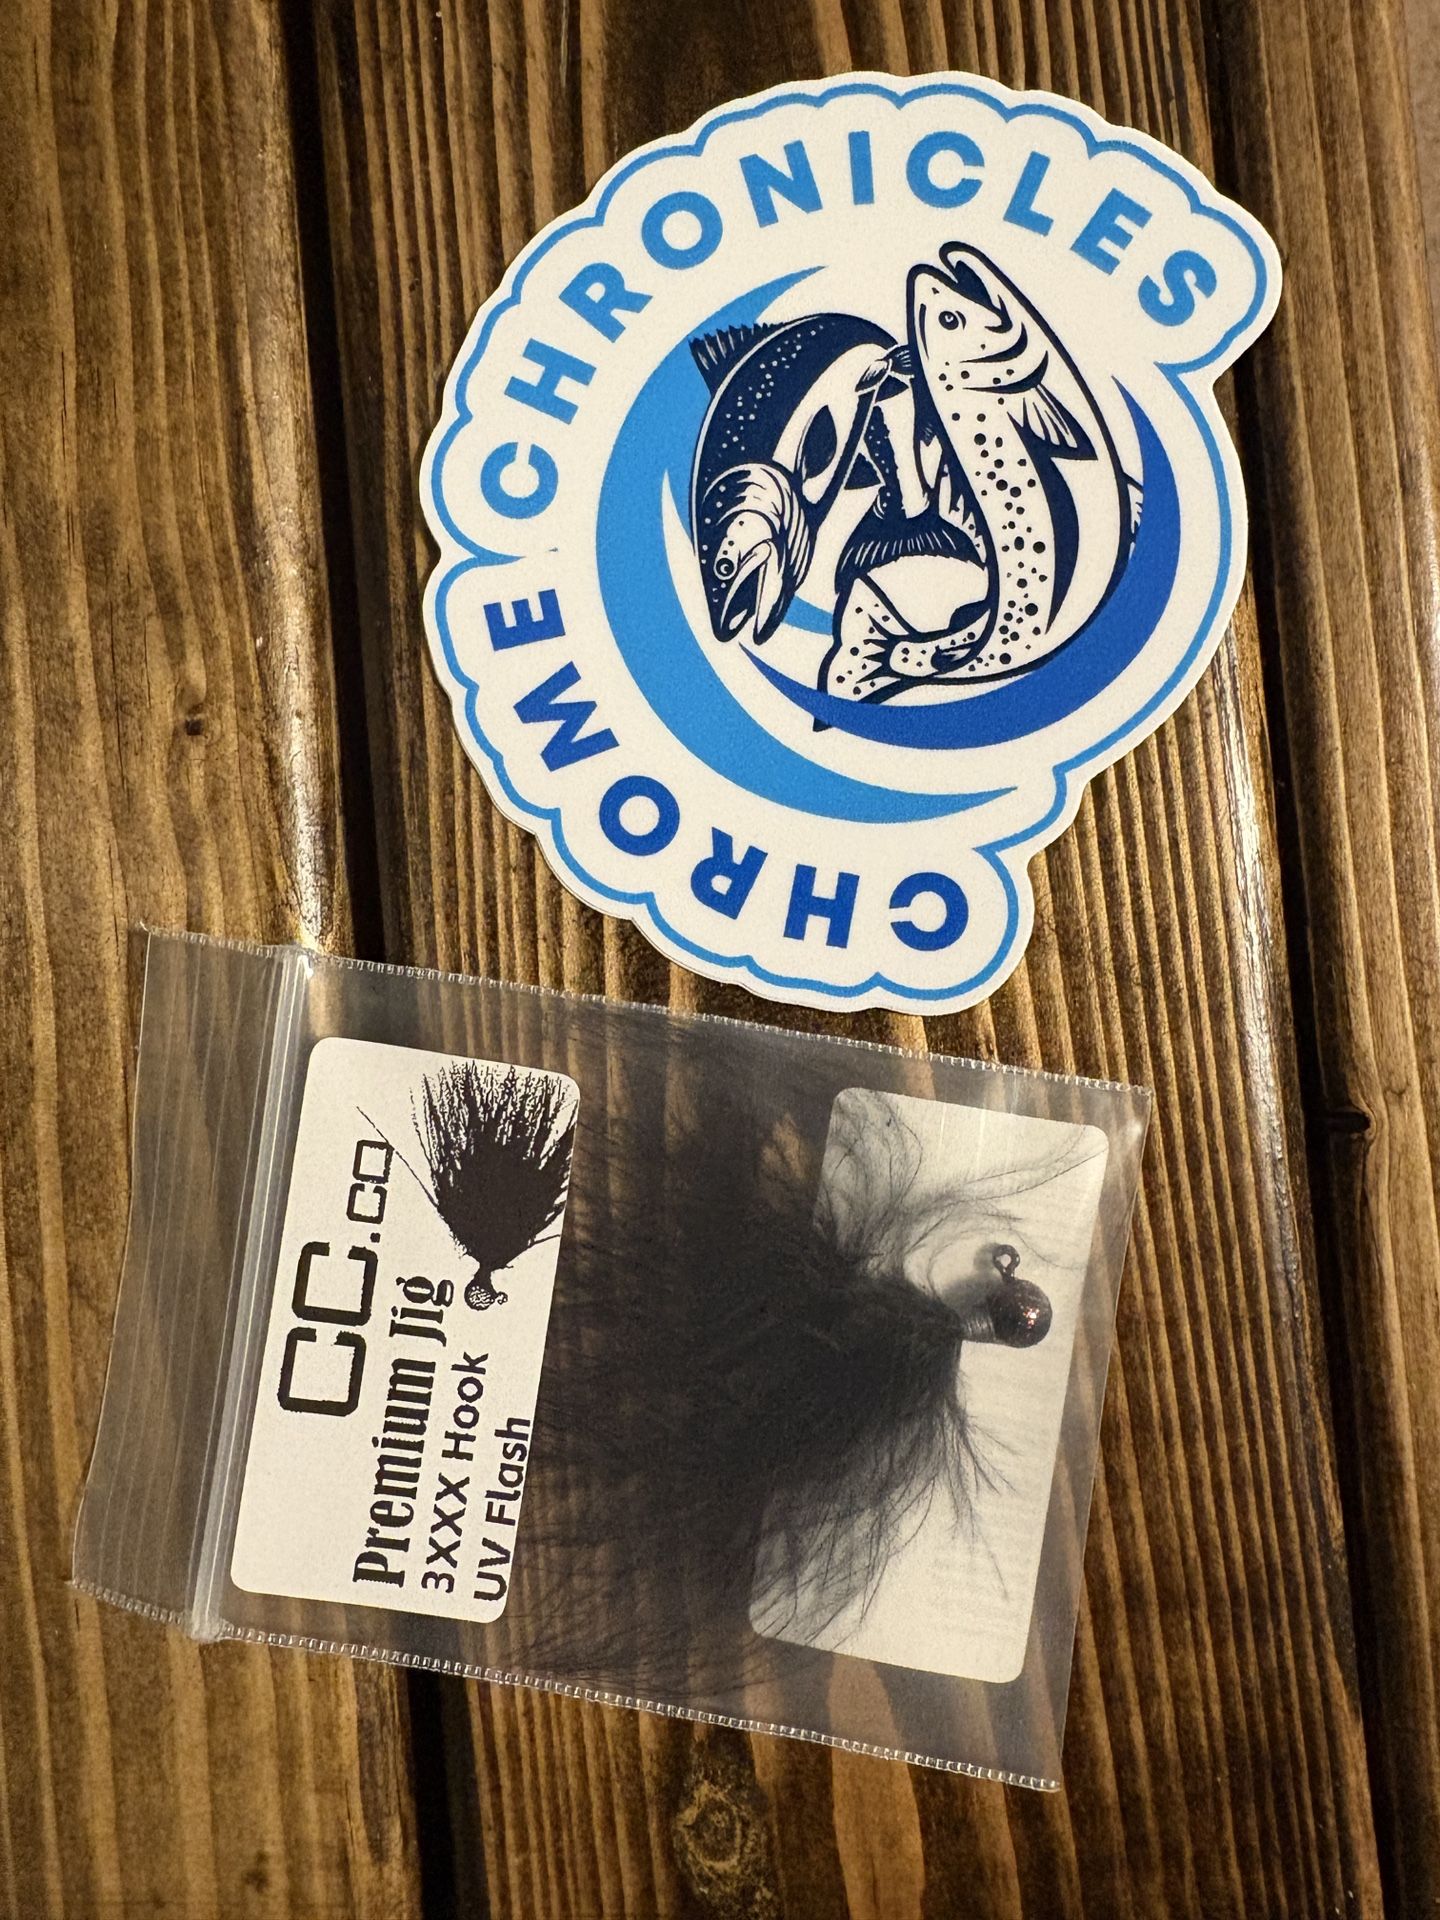 CHROME CHRONICLES
CC.CO
Premium Jig
3XXX Hook
UV Flash